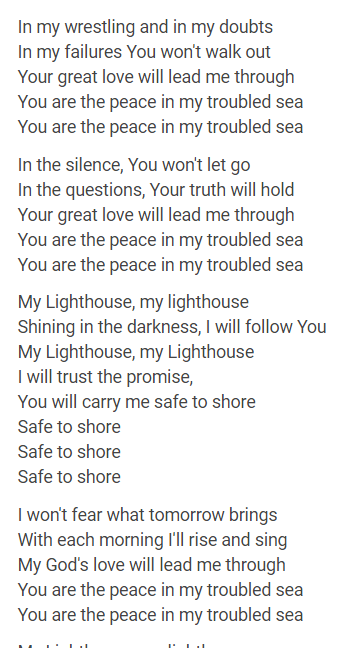 In my wrestling and in my doubts
In my failures You won't walk out
Your great love will lead me through
You are the peace in my troubled sea
You are the peace in my troubled sea
In the silence, You won't let go
In the questions, Your truth will hold
Your great love will lead me through
You are the peace in my troubled sea
You are the peace in my troubled sea
My Lighthouse, my lighthouse
Shining in the darkness, I will follow You
My Lighthouse, my Lighthouse
I will trust the promise,
You will carry me safe to shore
Safe to shore
Safe to shore
Safe to shore
I won't fear what tomorrow brings
With each morning I'll rise and sing
My God's love will lead me through
You are the peace in my troubled sea
You are the peace in my troubled sea